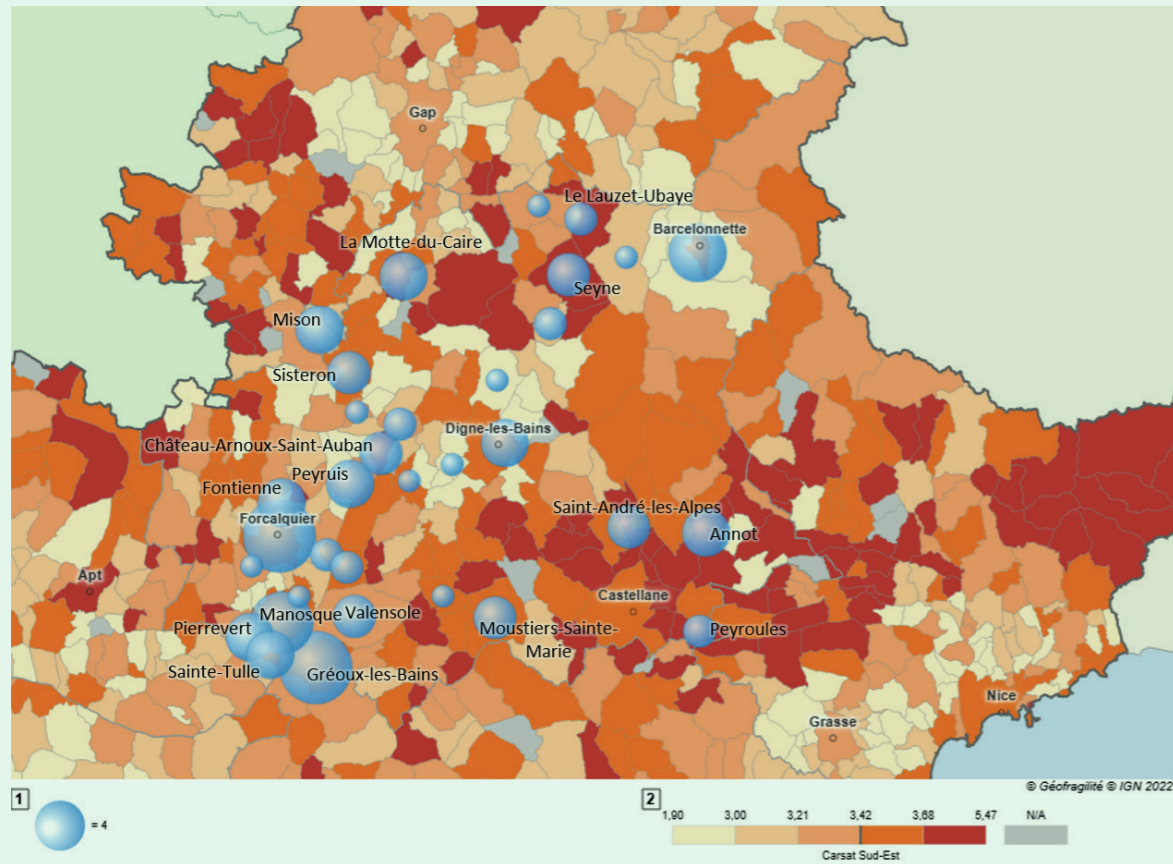 Gap
Le Lauzet-Ubaye
Barcelonnette
La Motte-du-Caire
Seyne
Mison
Sisteron
Digne-les-Bains
Château-Arnoux-Saint-Auban
Peyruis
Fontienne
Saint-André-les-Alpes
Forcalquier
Annot
Apt
Castellane
Manosque
Valensole
Pierrevert
Moustiers-Sainte-
Marie
Peyroules
Sainte-Tulle
Gréoux-les-Bains
Nice
Grasse
© Géofragilité © IGN 2022
1
= 4
2
1,90 3,00 3,21 3,42 3,68 5,47 N/A
Carsat Sud-Est